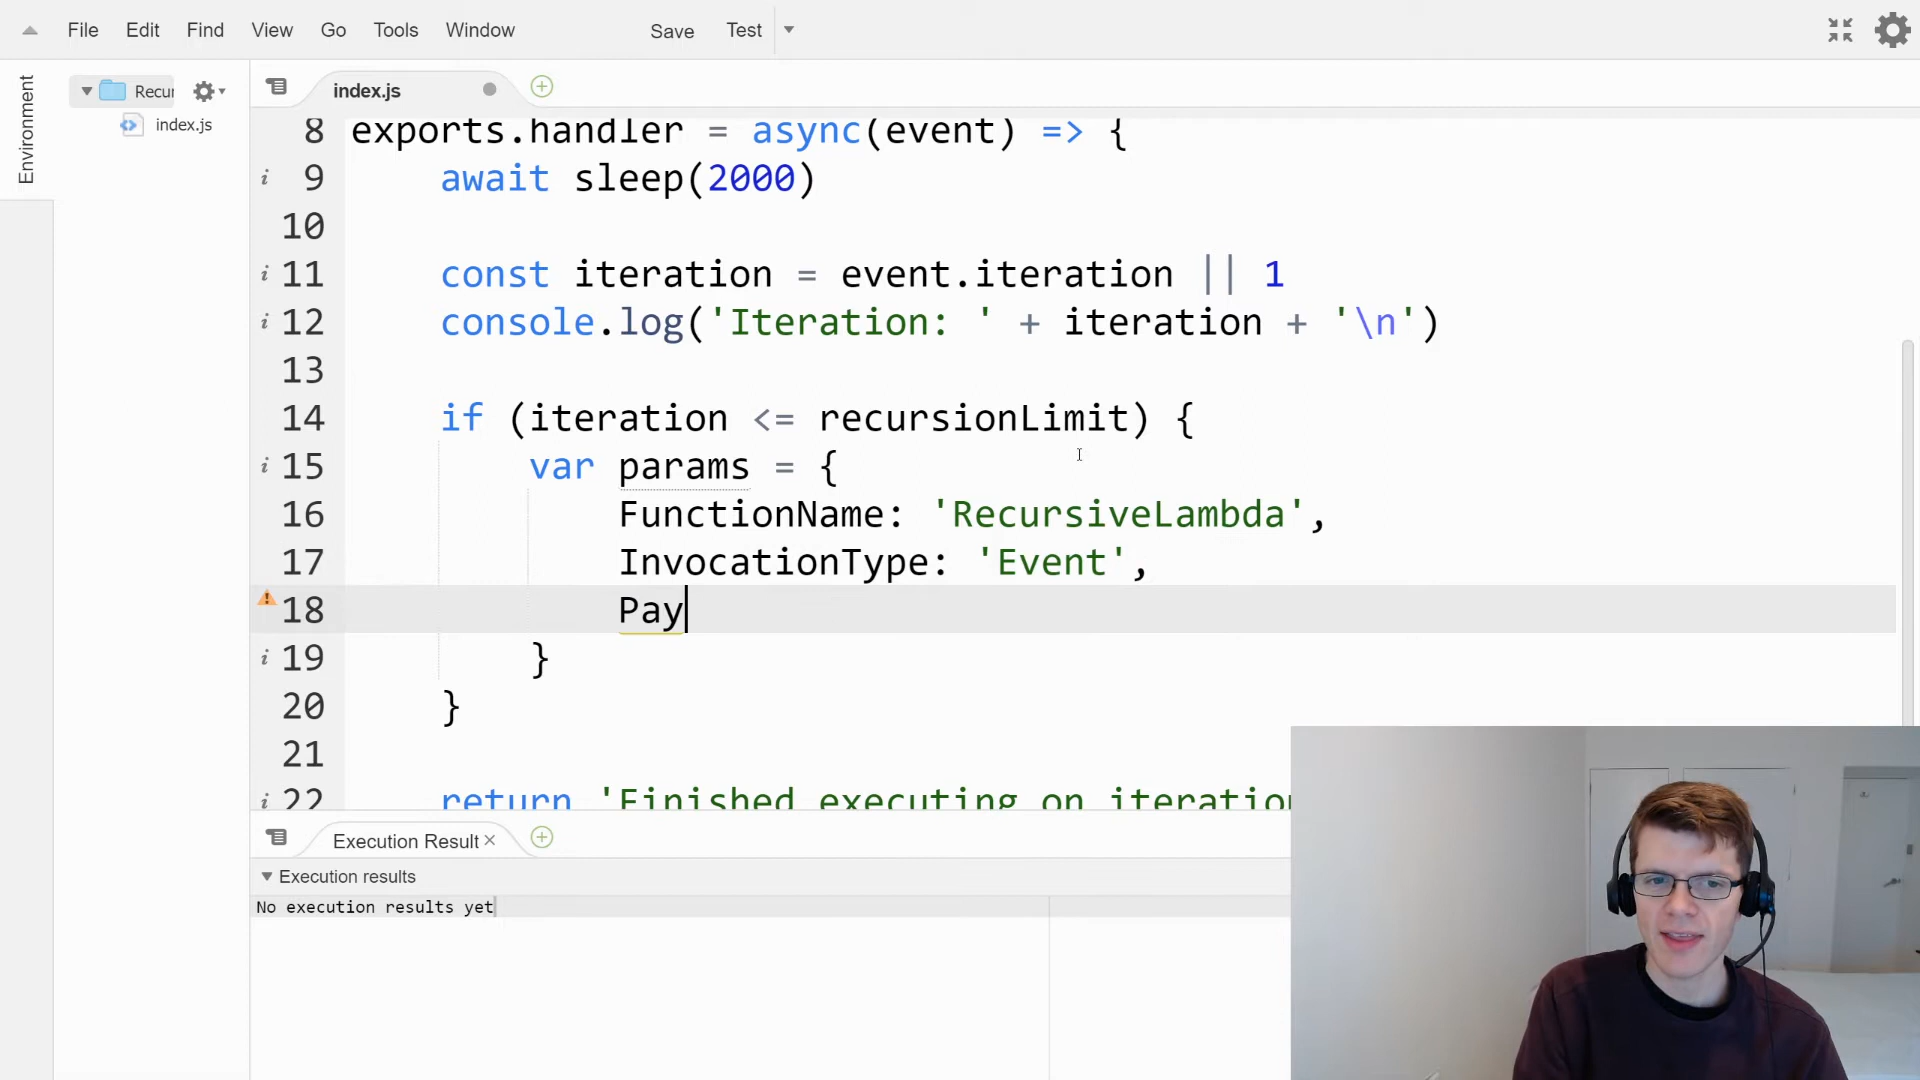 File Edit Find View Go Tools Window Save Test
Environment
Recur
index.js
index.js
8 exports.handler = async(event) => {
i 9 await sleep(2000)
10
i 11 const iteration = event.iteration || 1
i 12 console.log('Iteration: ' + iteration + '\n')
13
14 if (iteration <= recursionLimit) {
i 15 var params = {
16 FunctionName: 'RecursiveLambda',
17 InvocationType: 'Event',
18 Pay
i 19 }
20 }
21
i 22 return 'Finished executing on iteration
Execution Result ×
Execution results
No execution results yet